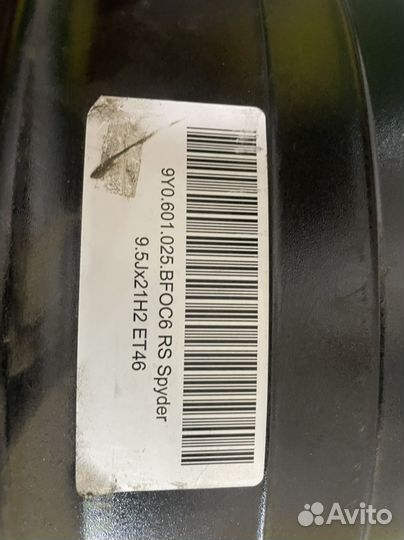 9Y0.601.025.BFOC6 RS Spyder
9.5Jx21H2 ET46
Avito